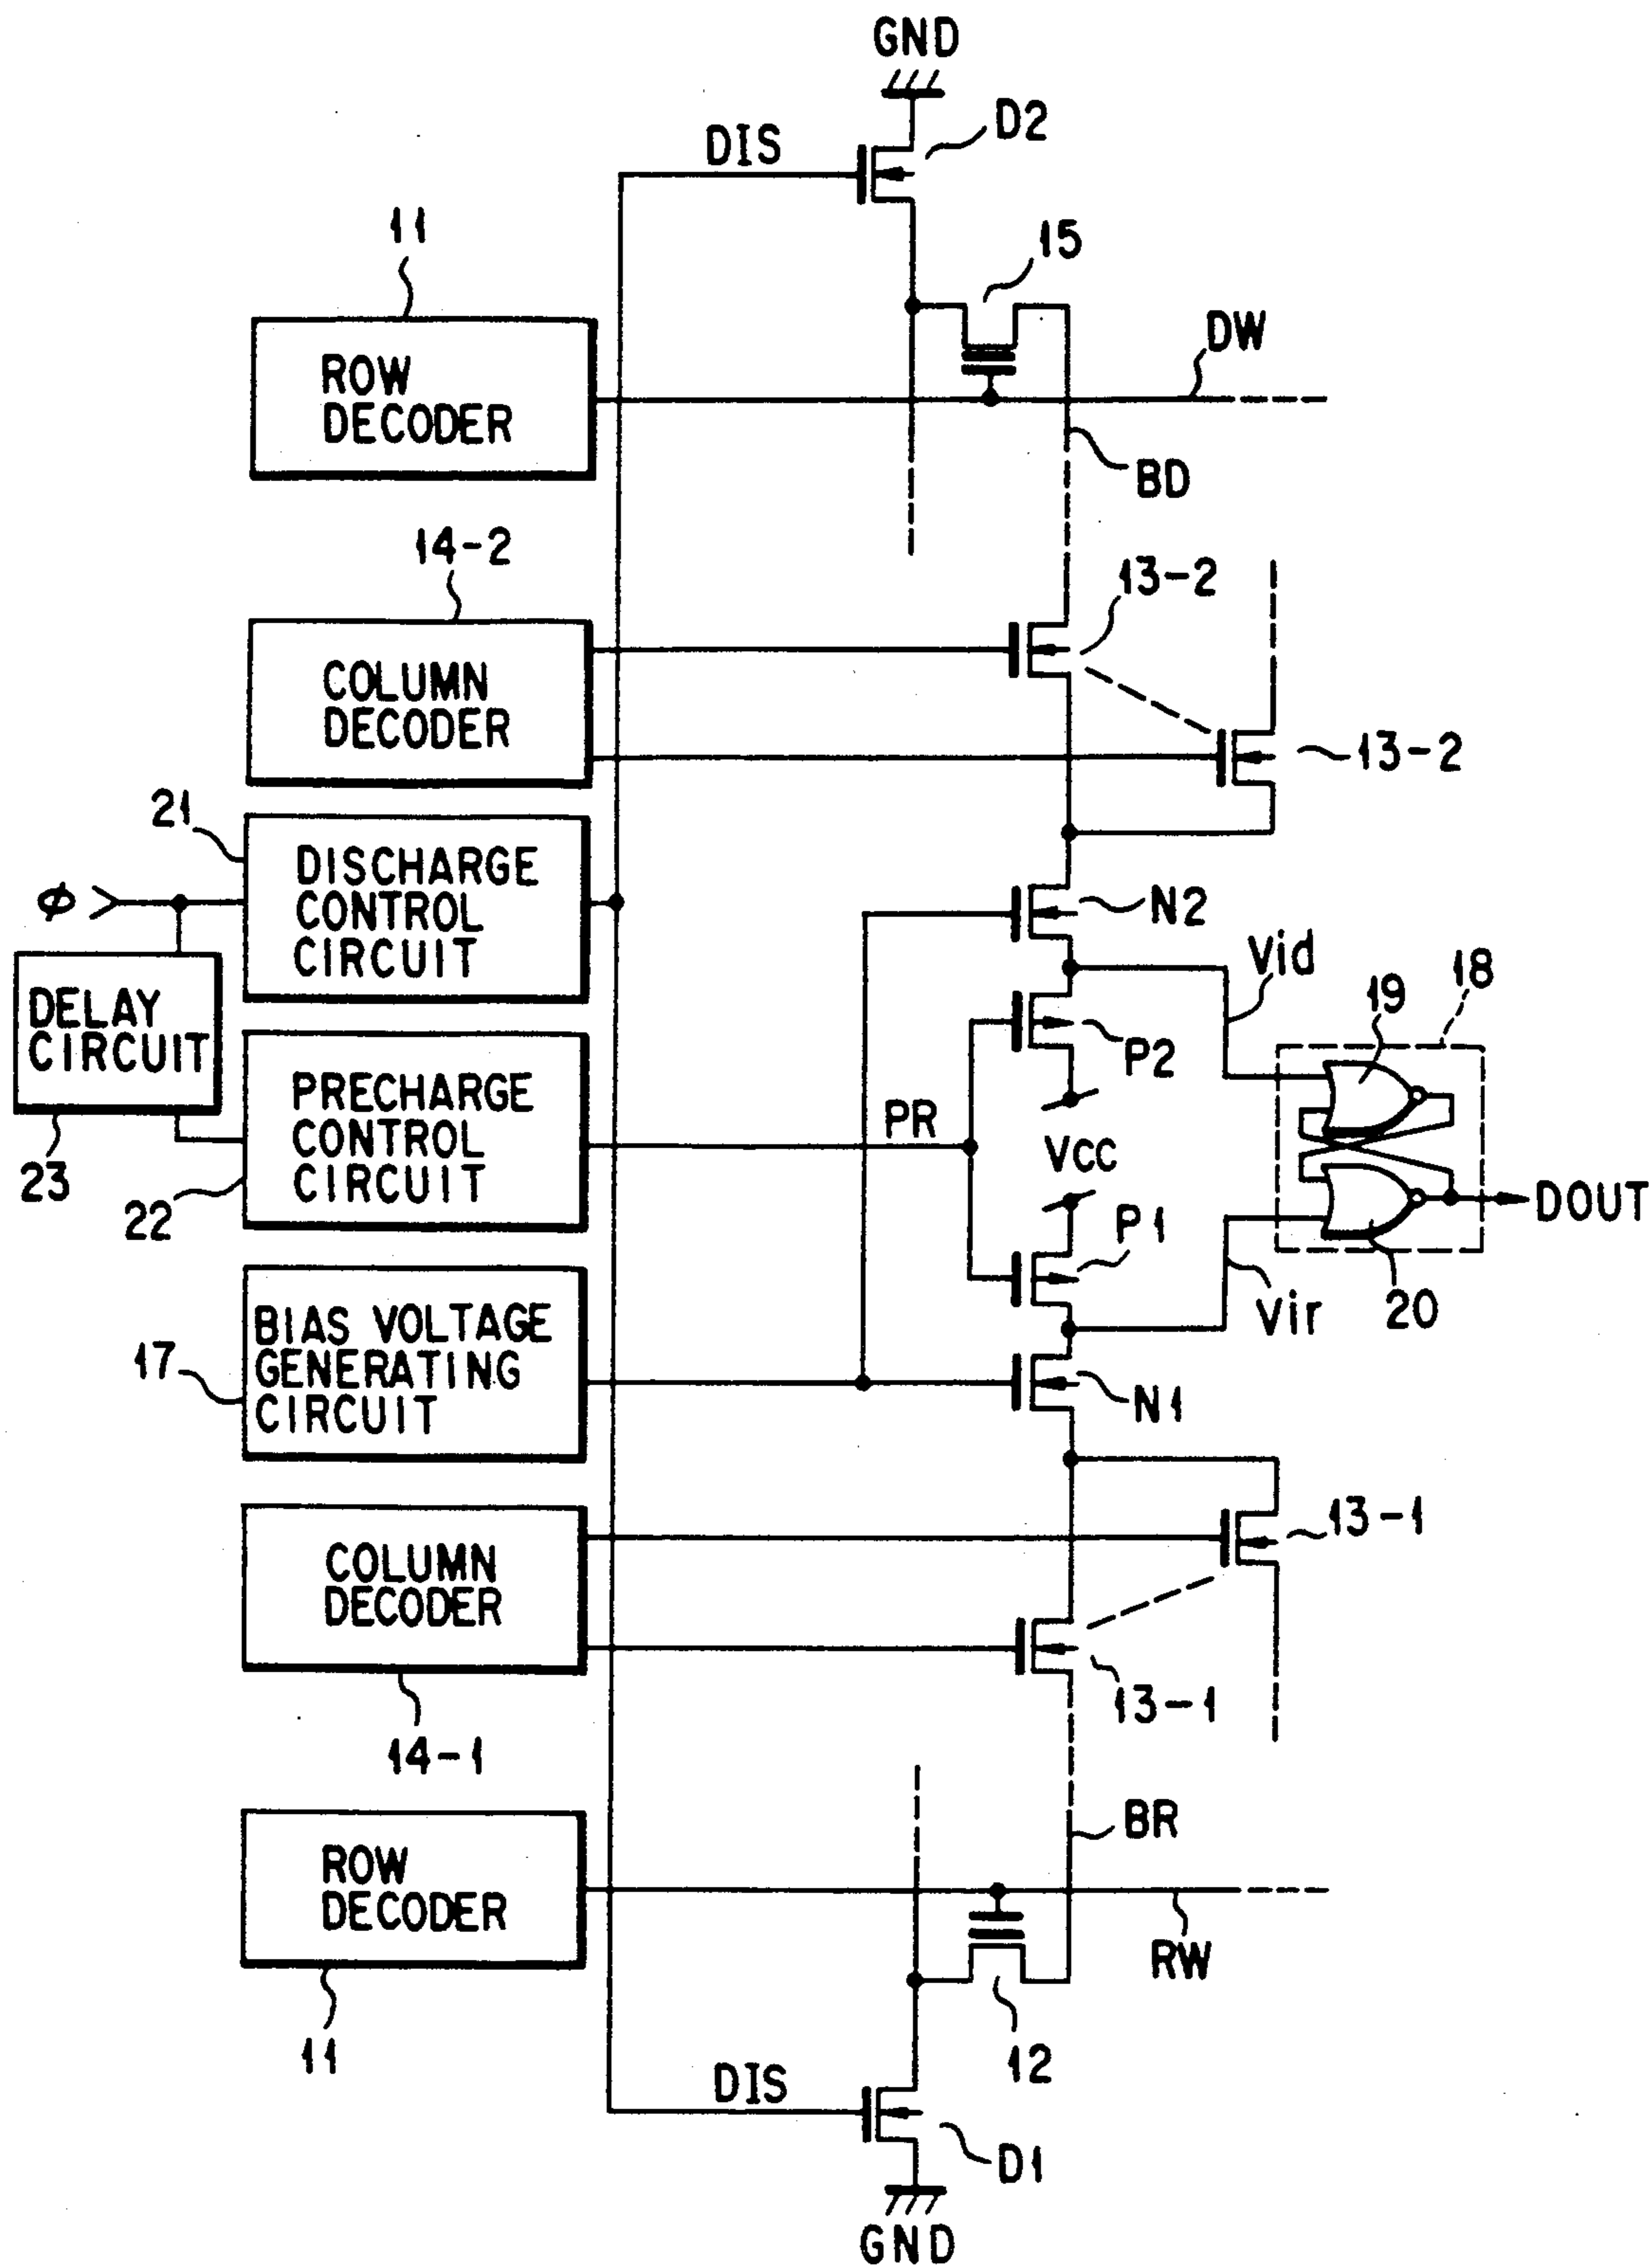 GND
D2
DIS
11
15
ROW
DECODER
DW
BD
14-2
13-2
COLUMN
DECODER
13-2
21
DISCHARGE
CONTROL
CIRCUIT
φ
N2
Vid
18
19
DELAY
CIRCUIT
P2
PRECHARGE
CONTROL
CIRCUIT
PR
VCC
23
22
DOUT
P1
BIAS VOLTAGE
GENERATING
CIRCUIT
17
Vir
20
N1
13-1
COLUMN
DECODER
13-1
14-1
BR
ROW
DECODER
RW
11
12
DIS
D1
GND